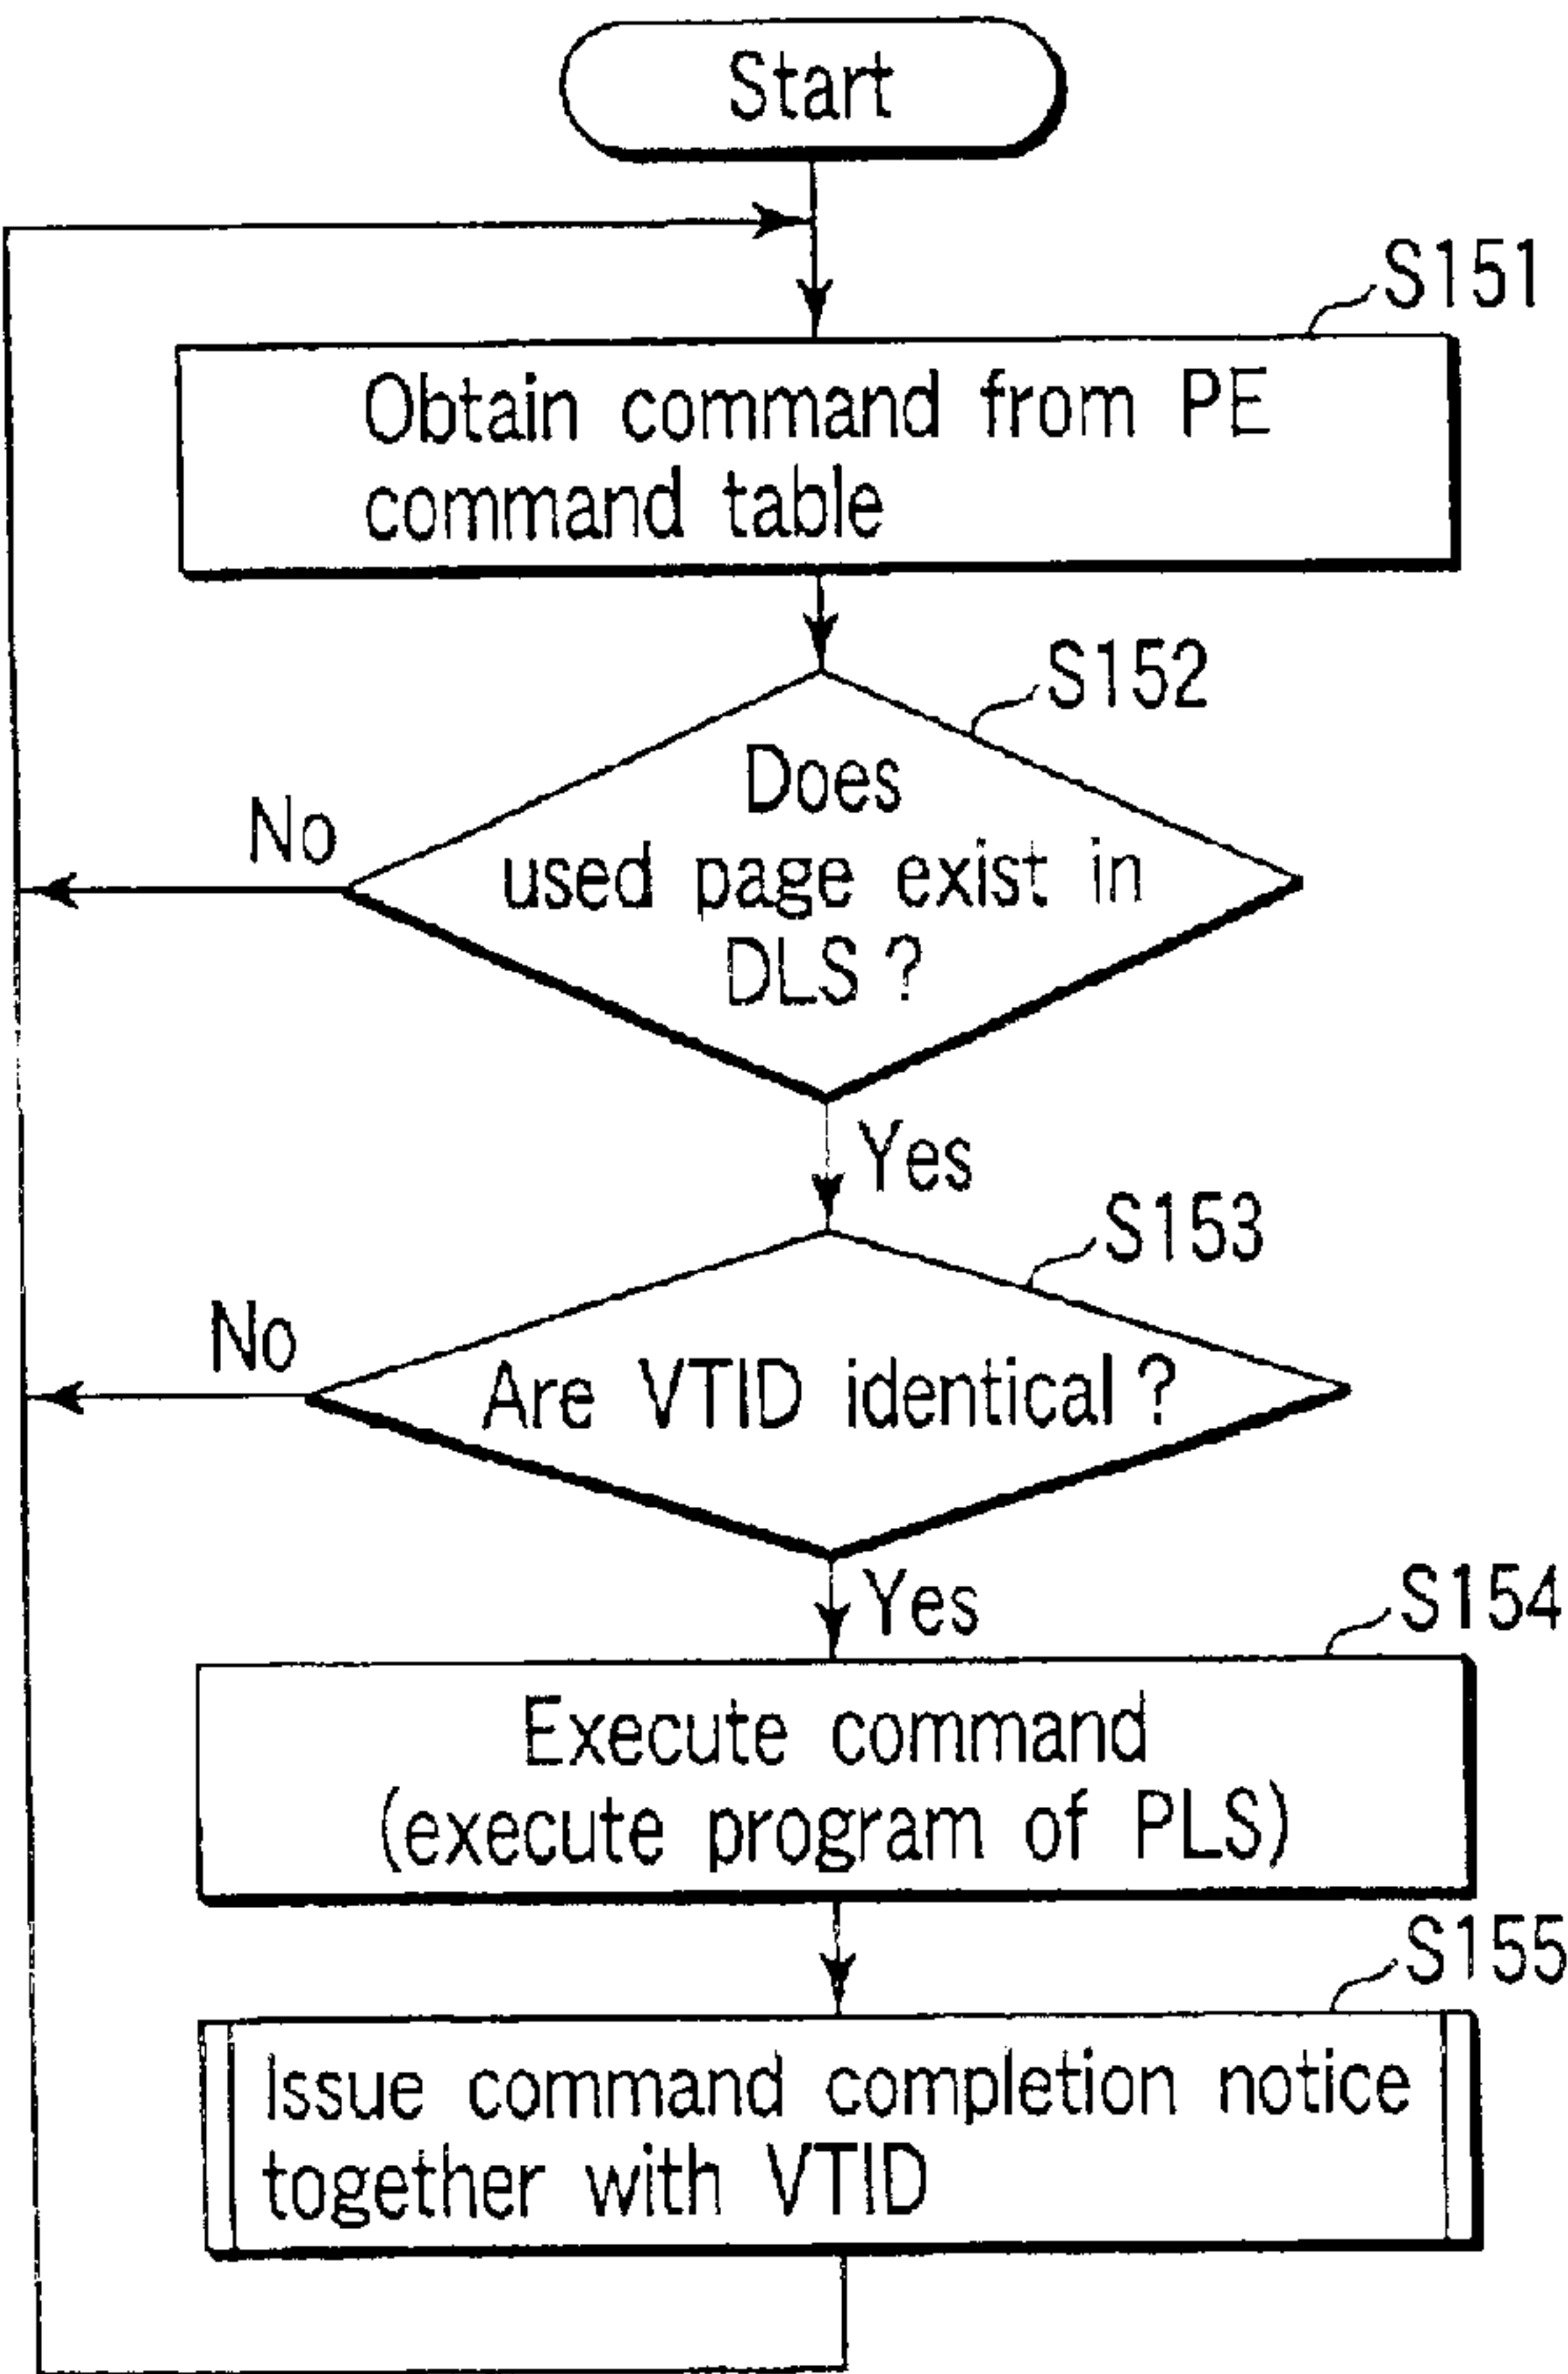 Start
S151
Obtain command from PE
command table
S152
Does
used page exist in
DLS ?
No
Yes
S153
Are VTID identical ?
No
Yes
S154
Execute command
(execute program of PLS)
S155
Issue command completion notice
together with VTID